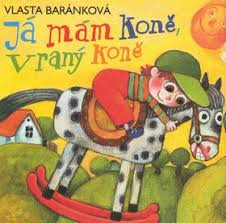 VLASTA BARÁNKOVÁ
Já mám koně,
vraný koně